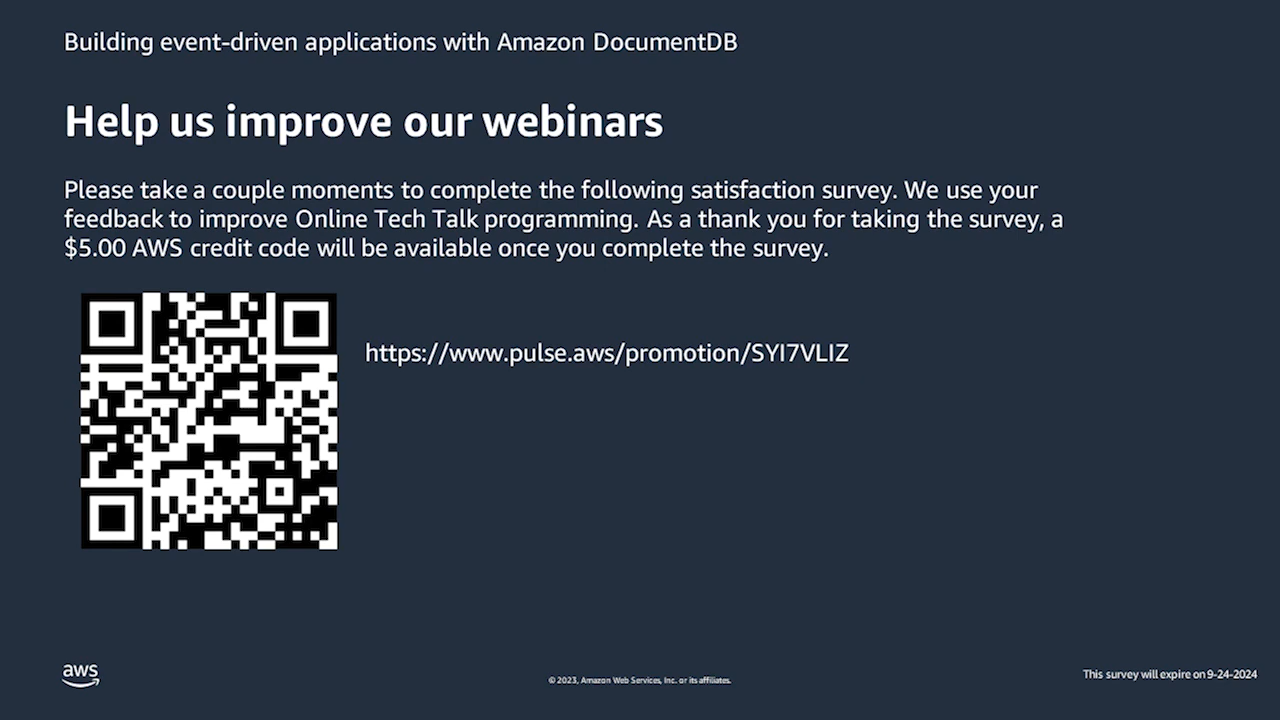 Building event-driven applications with Amazon DocumentDB
Help us improve our webinars
Please take a couple moments to complete the following satisfaction survey. We use your
feedback to improve Online Tech Talk programming. As a thank you for taking the survey, a
$5.00 AWS credit code will be available once you complete the survey.
https://www.pulse.aws/promotion/SYI7VLIZ
aws
© 2023, Amazon Web Services, Inc. or its affiliates.
This survey will expire on 9-24-2024